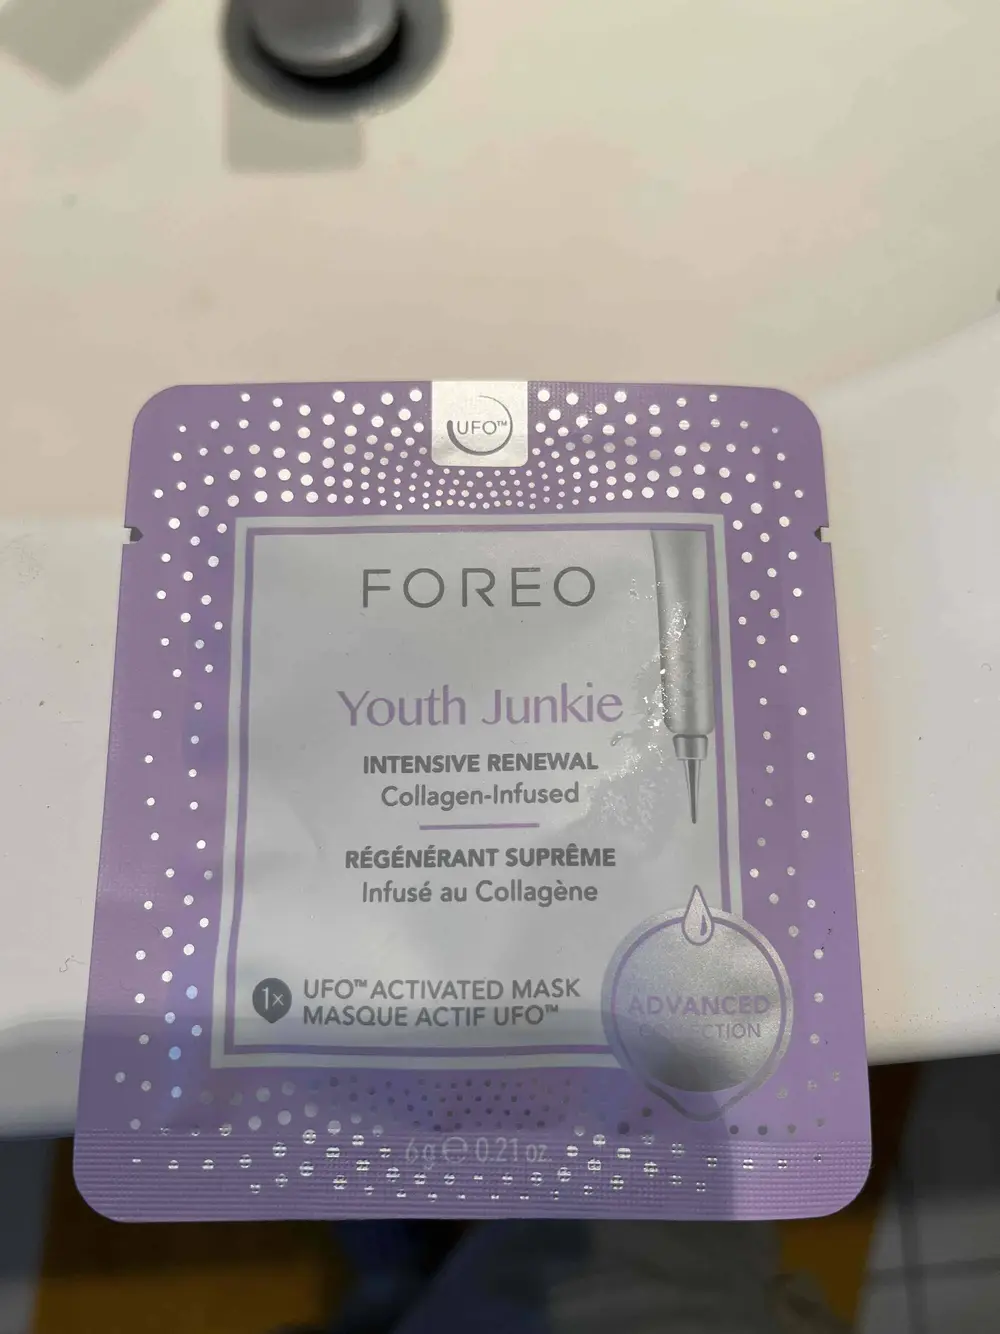 UFO™
FOREO
Youth Junkie
INTENSIVE RENEWAL
Collagen-Infused
RÉGÉNÉRANT SUPRÊME
Infusé au Collagène
1x
UFO™ ACTIVATED MASK
MASQUE ACTIF UFO™
ADVANCED
COLLECTION
6g ℮ 0.21 oz.